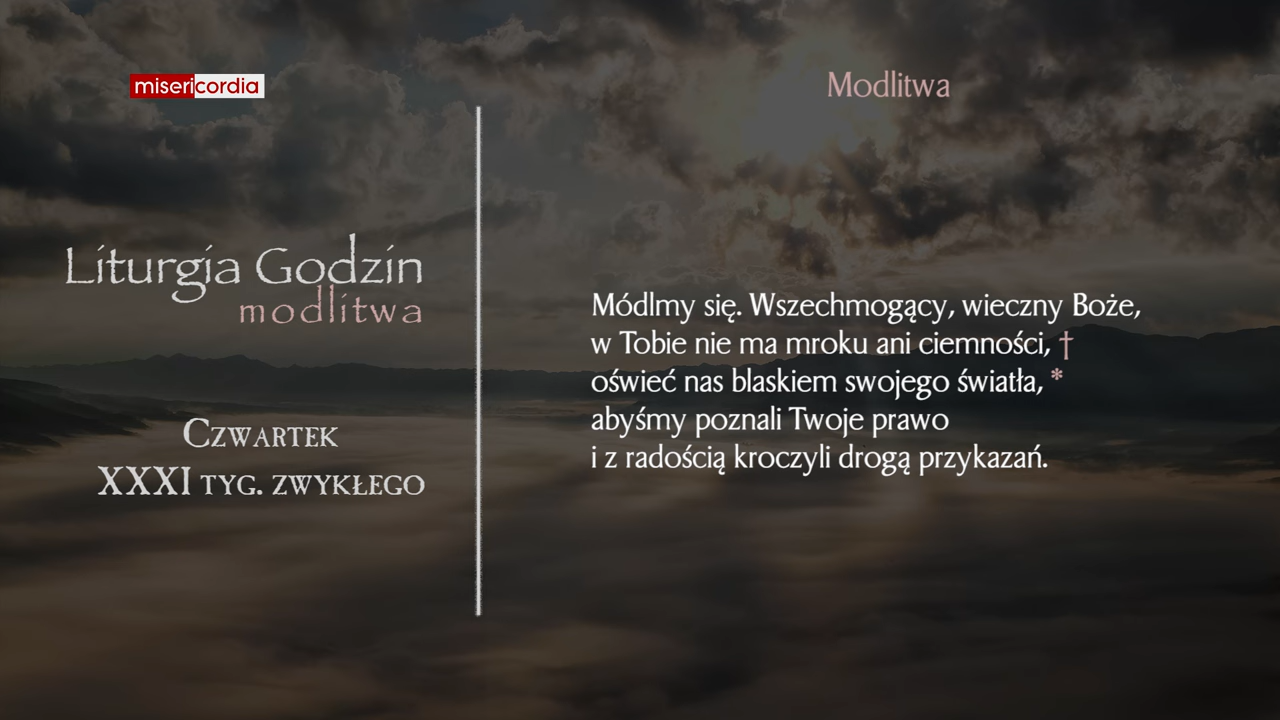 misericordia
Liturgia Godzin
modlitwa
Czwartek
XXXI tyg. zwykłego
Modlitwa
Módlmy się. Wszechmogący, wieczny Boże,
w Tobie nie ma mroku ani ciemności, †
oświeć nas blaskiem swojego światła, *
abyśmy poznali Twoje prawo
i z radością kroczyli drogą przykazań.